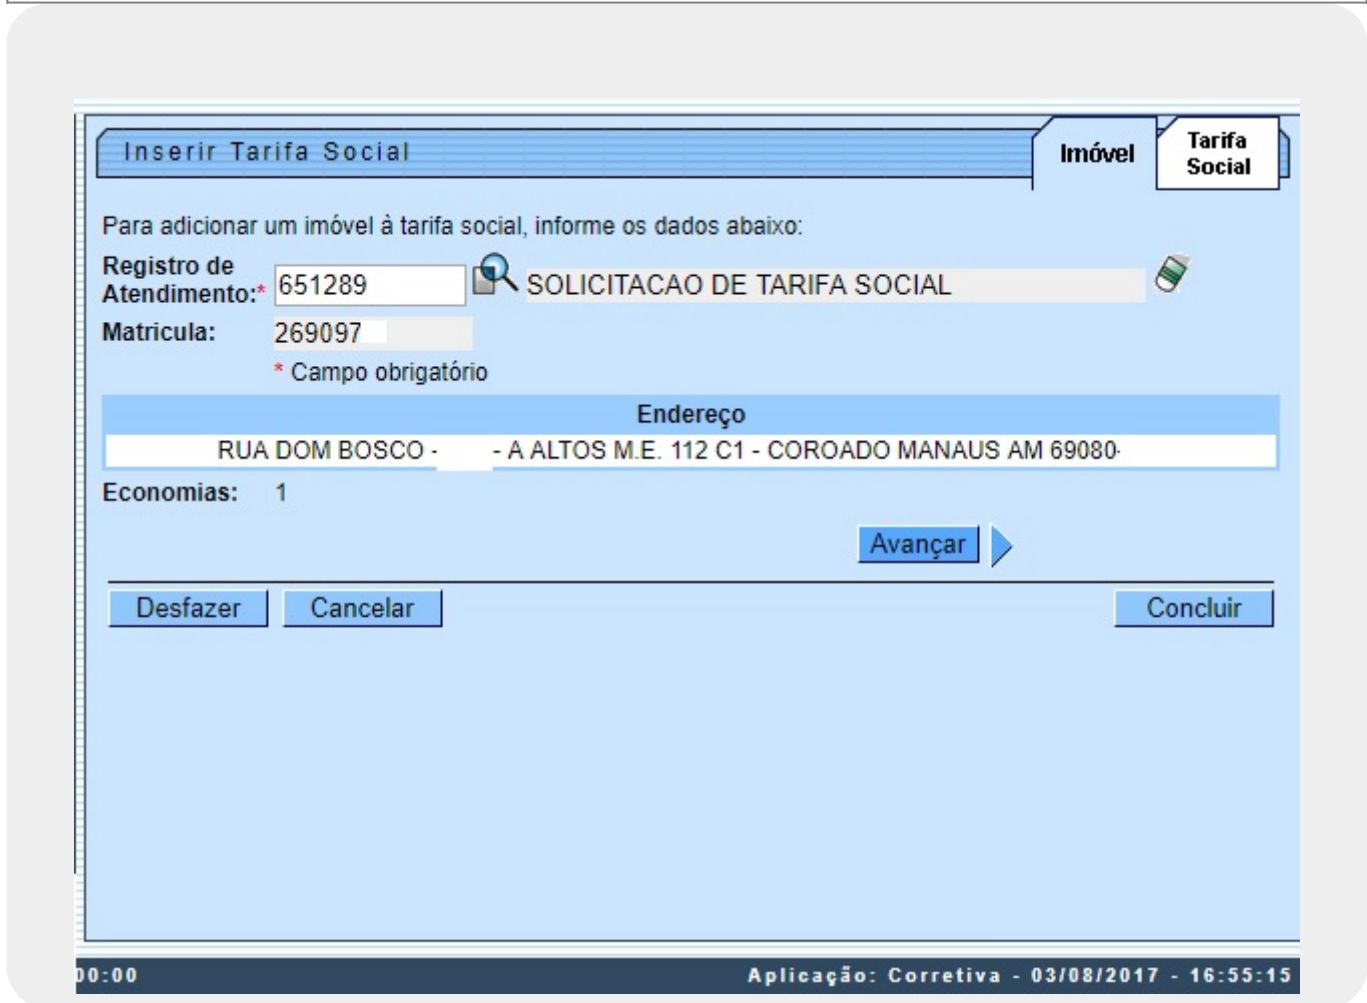 Inserir Tarifa Social
Imóvel
Tarifa
Social
Para adicionar um imóvel à tarifa social, informe os dados abaixo:
Registro de
Atendimento:* 651289 SOLICITACAO DE TARIFA SOCIAL
Matricula: 269097
* Campo obrigatório
Endereço
RUA DOM BOSCO - - A ALTOS M.E. 112 C1 - COROADO MANAUS AM 69080-
Economias: 1
Avançar
Desfazer Cancelar Concluir
00:00 Aplicação: Corretiva - 03/08/2017 - 16:55:15